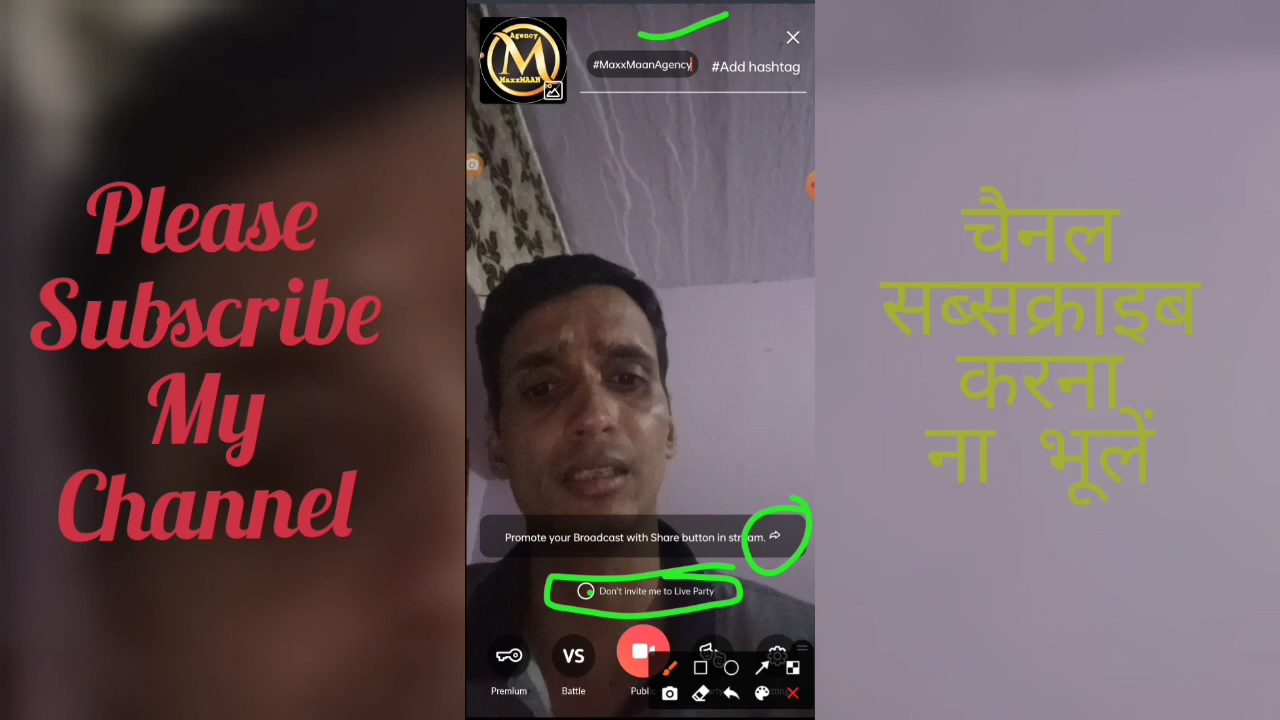 Please
Subscribe
My
Channel
Agency
M
MaxxMAAN
#MaxxMaanAgency
#Add hashtag
Promote your Broadcast with Share button in stream.
Don't invite me to Live Party
VS
Premium
Battle
Public
चैनल
सब्सक्राइब
करना
ना भूलें